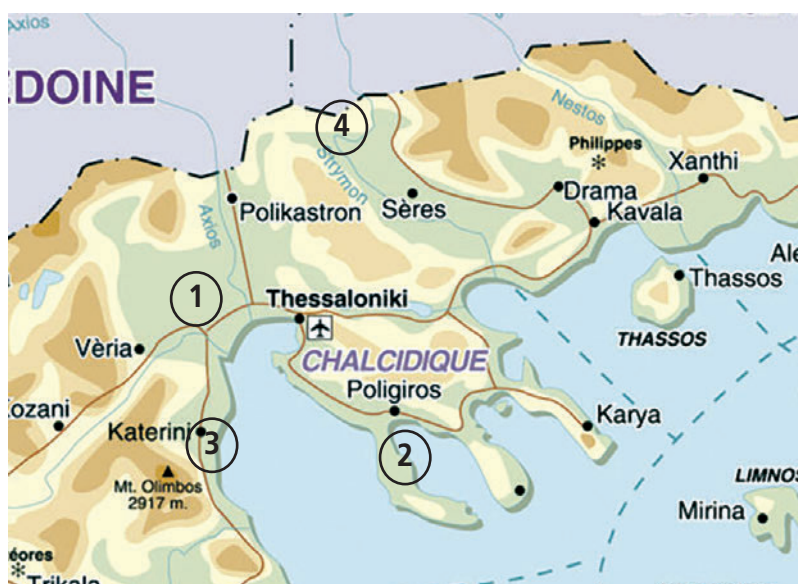 Axios
EDOINE
4
Nestos
Philippes
Xanthi
Strymon
Drama
Polikastron
Sères
Kavala
Axios
1
Thessaloniki
Thassos
THASSOS
Vèria
CHALCIDIQUE
Poligiros
Kozani
Karya
Katerini
3
2
Mt. Olimbos
2917 m.
LIMNOS
Mirina
Trikala